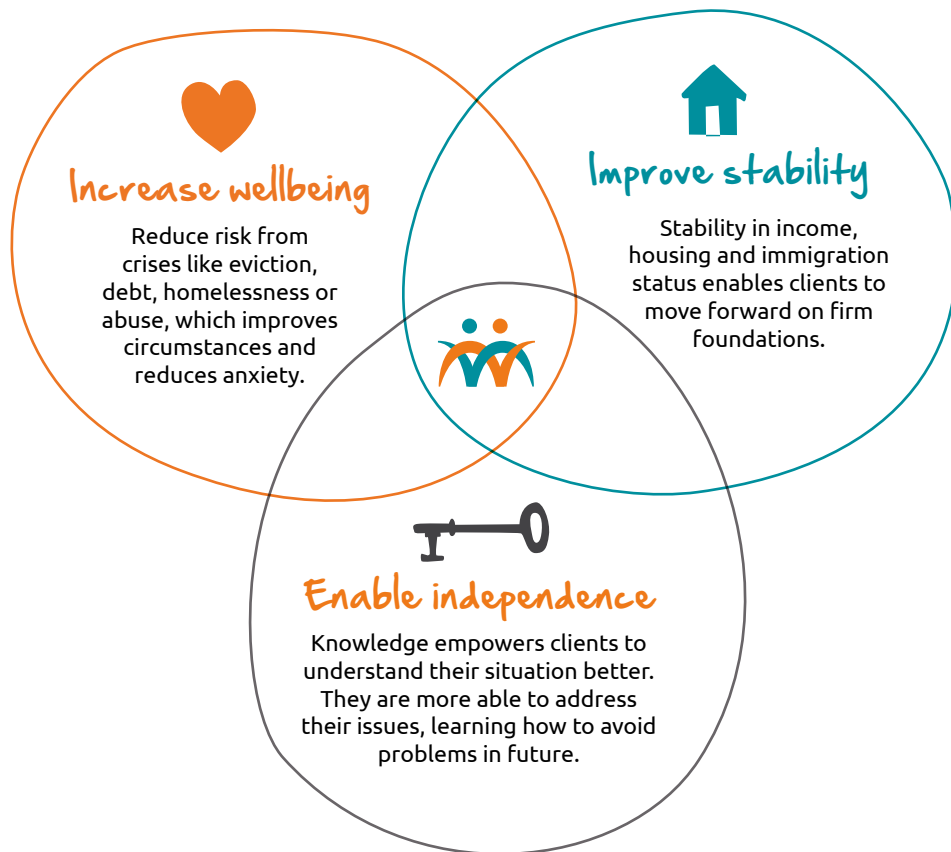 Increase wellbeing
Reduce risk from
crises like eviction,
debt, homelessness or
abuse, which improves
circumstances and
reduces anxiety.
Improve stability
Stability in income,
housing and immigration
status enables clients to
move forward on firm
foundations.
Enable independence
Knowledge empowers clients to
understand their situation better.
They are more able to address
their issues, learning how to avoid
problems in future.